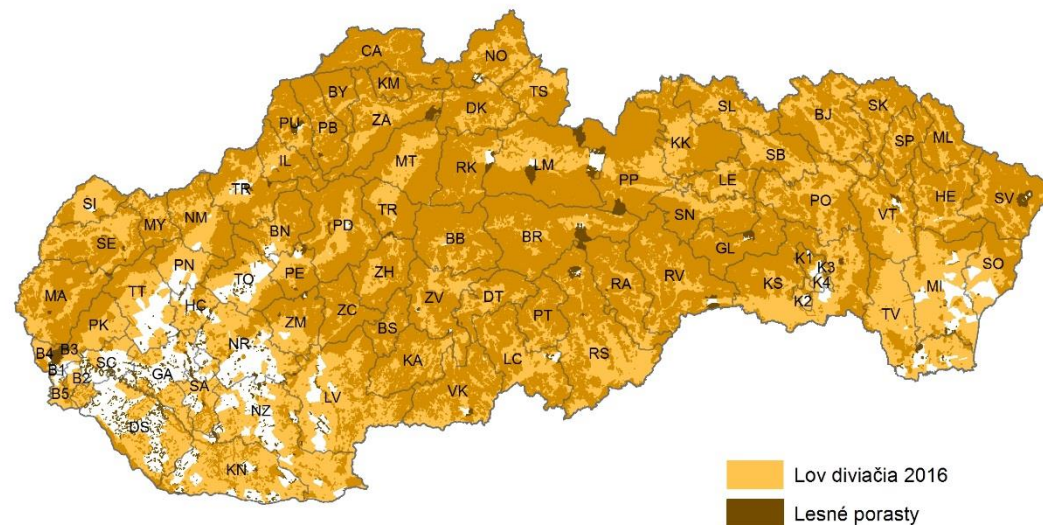 CA
NO
BY
KM
TS
DK
SL
BJ
SK
PU
PB
ZA
KK
SP
ML
IL
MT
RK
LM
SB
TR
PP
LE
PO
HE
SV
SI
MY
NM
BN
PD
TR
SN
VT
SE
BB
BR
GL
SO
PN
TO
PE
ZH
RA
RV
KS
K1
K3
K4
K2
MI
MA
TT
HC
ZM
ZC
ZV
DT
PT
TV
PK
BS
NR
KA
LC
RS
B4
B3
SC
GA
B1
B2
SA
VK
B5
NZ
LV
DS
KN
Lov diviačia 2016
Lesné porasty